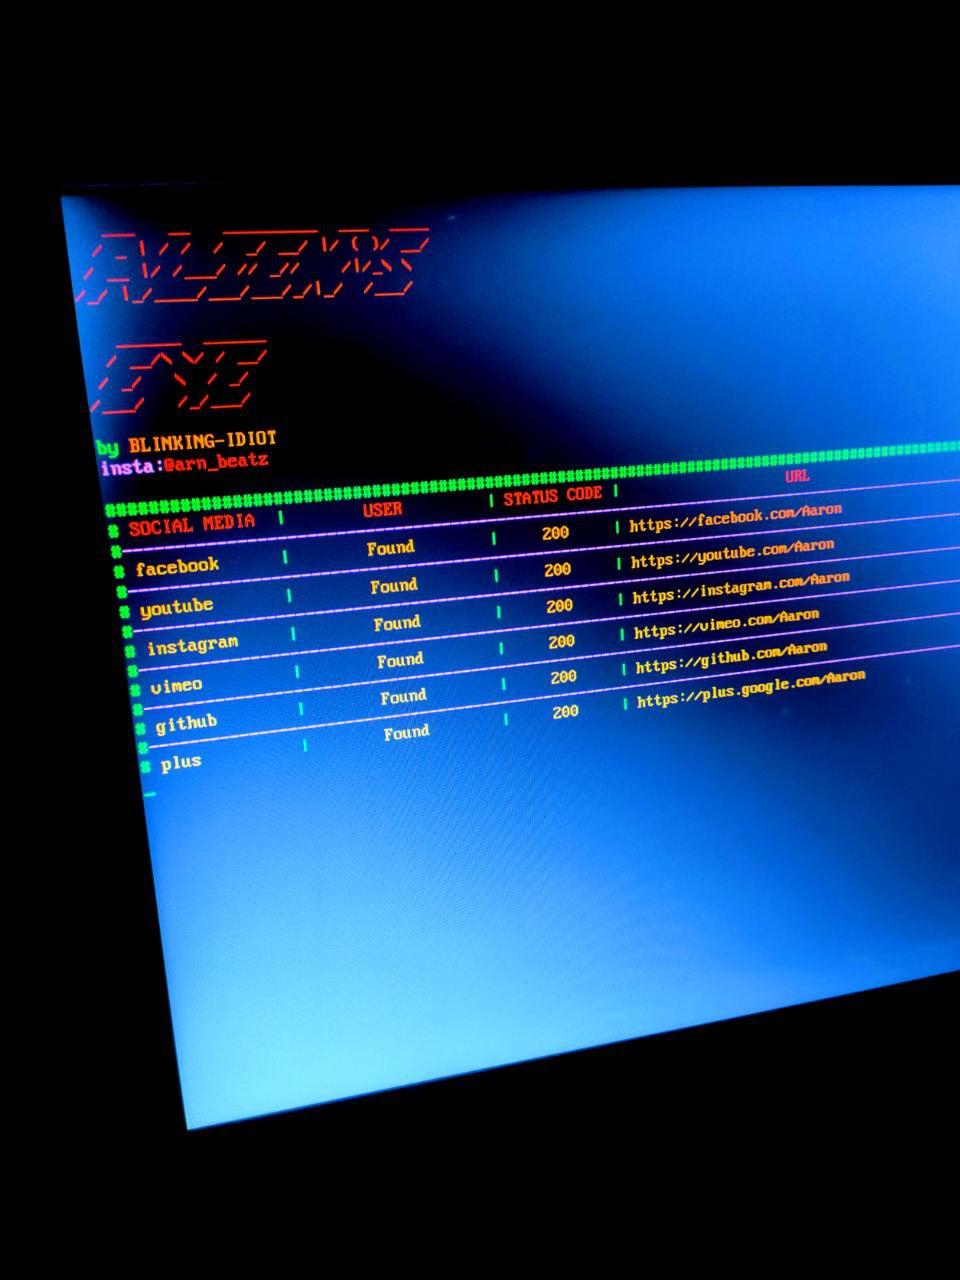 ALIENS
EYE
by BLINKING-IDIOT
insta:@arn_beatz
################################################################
# SOCIAL MEDIA | USER | STATUS CODE | URL
#----------------------------------------------------------------
# facebook | Found | 200 | https://facebook.com/Aaron
#----------------------------------------------------------------
# youtube | Found | 200 | https://youtube.com/Aaron
#----------------------------------------------------------------
# instagram | Found | 200 | https://instagram.com/Aaron
#----------------------------------------------------------------
# vimeo | Found | 200 | https://vimeo.com/Aaron
#----------------------------------------------------------------
# github | Found | 200 | https://github.com/Aaron
#----------------------------------------------------------------
# plus | Found | 200 | https://plus.google.com/Aaron